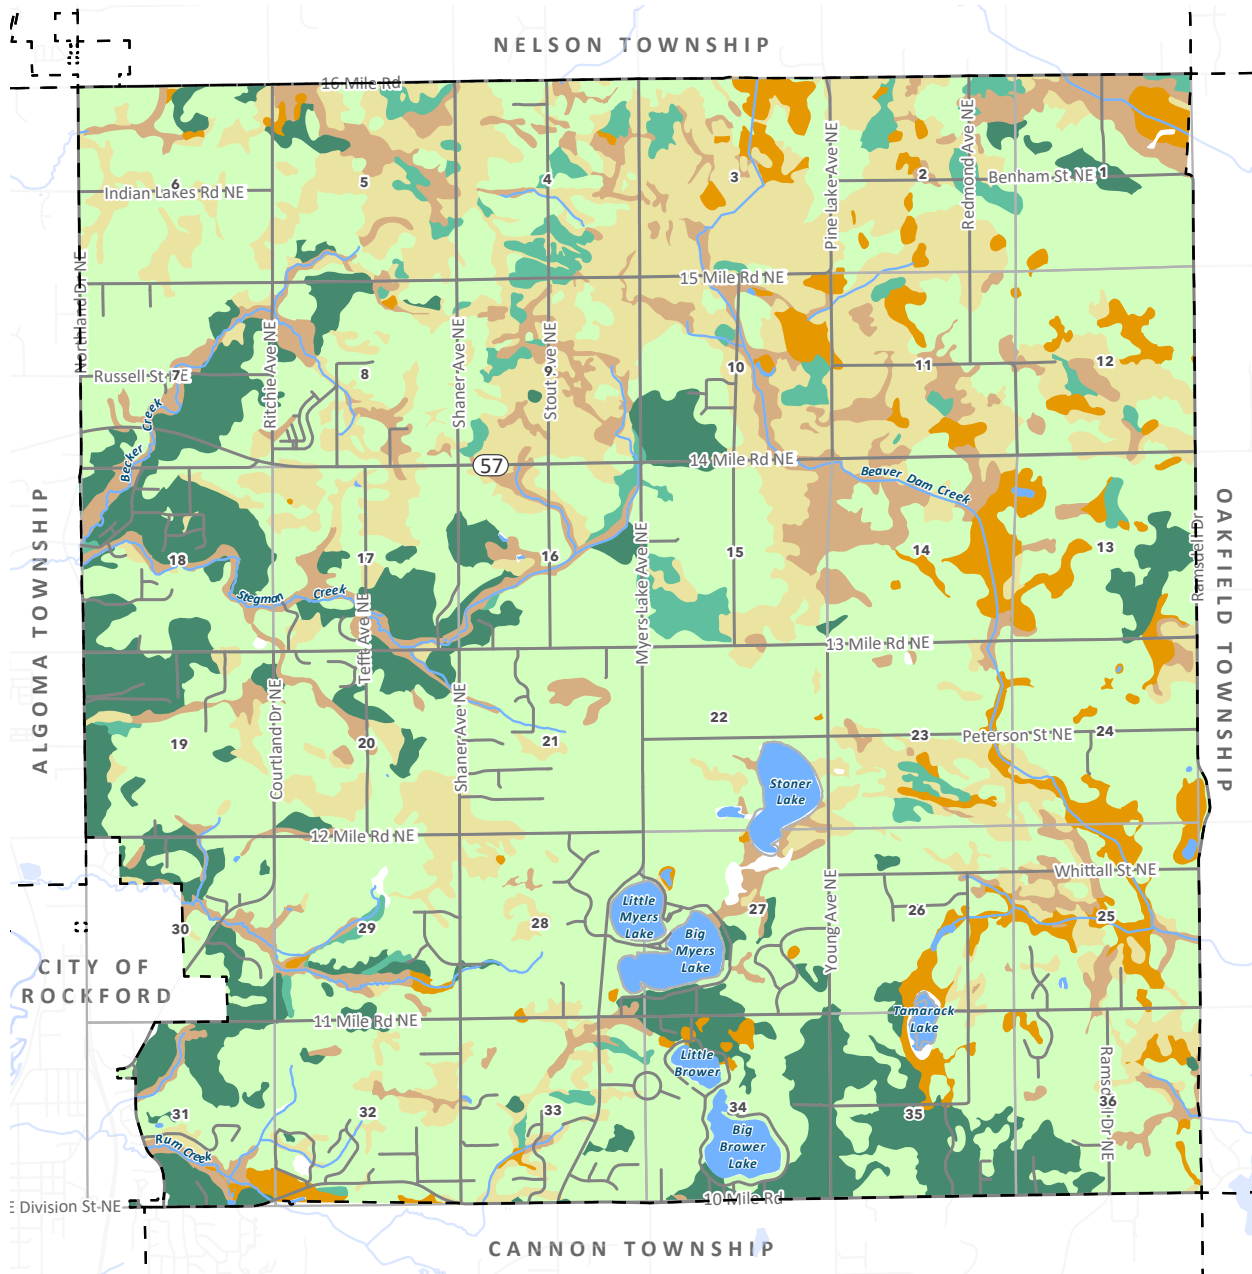 NELSON TOWNSHIP
16 Mile Rd
6
5
4
3
2
1
Indian Lakes Rd NE
Benham St NE
Pine Lake Ave NE
Redmond Ave NE
15 Mile Rd NE
Northland Dr NE
Ritchie Ave NE
Shaner Ave NE
Stout Ave NE
Russell St NE
7
8
9
10
11
12
Becker Creek
57
14 Mile Rd NE
Beaver Dam Creek
ALGOMA TOWNSHIP
OAKFIELD TOWNSHIP
Ramsdell Dr
18
17
16
15
14
13
Stegman Creek
Tefft Ave NE
Myers Lake Ave NE
13 Mile Rd NE
Courtland Dr NE
Shaner Ave NE
19
20
21
22
23
24
Peterson St NE
Stoner
Lake
12 Mile Rd NE
Whittall St NE
Little
Myers
Lake
Big
Myers
Lake
Young Ave NE
30
29
28
27
26
25
CITY OF
ROCKFORD
11 Mile Rd NE
Tamarack
Lake
Little
Brower
Ramsdell Dr NE
31
32
33
34
35
36
Big
Brower
Lake
Rum Creek
10 Mile Rd
E Division St NE
CANNON TOWNSHIP